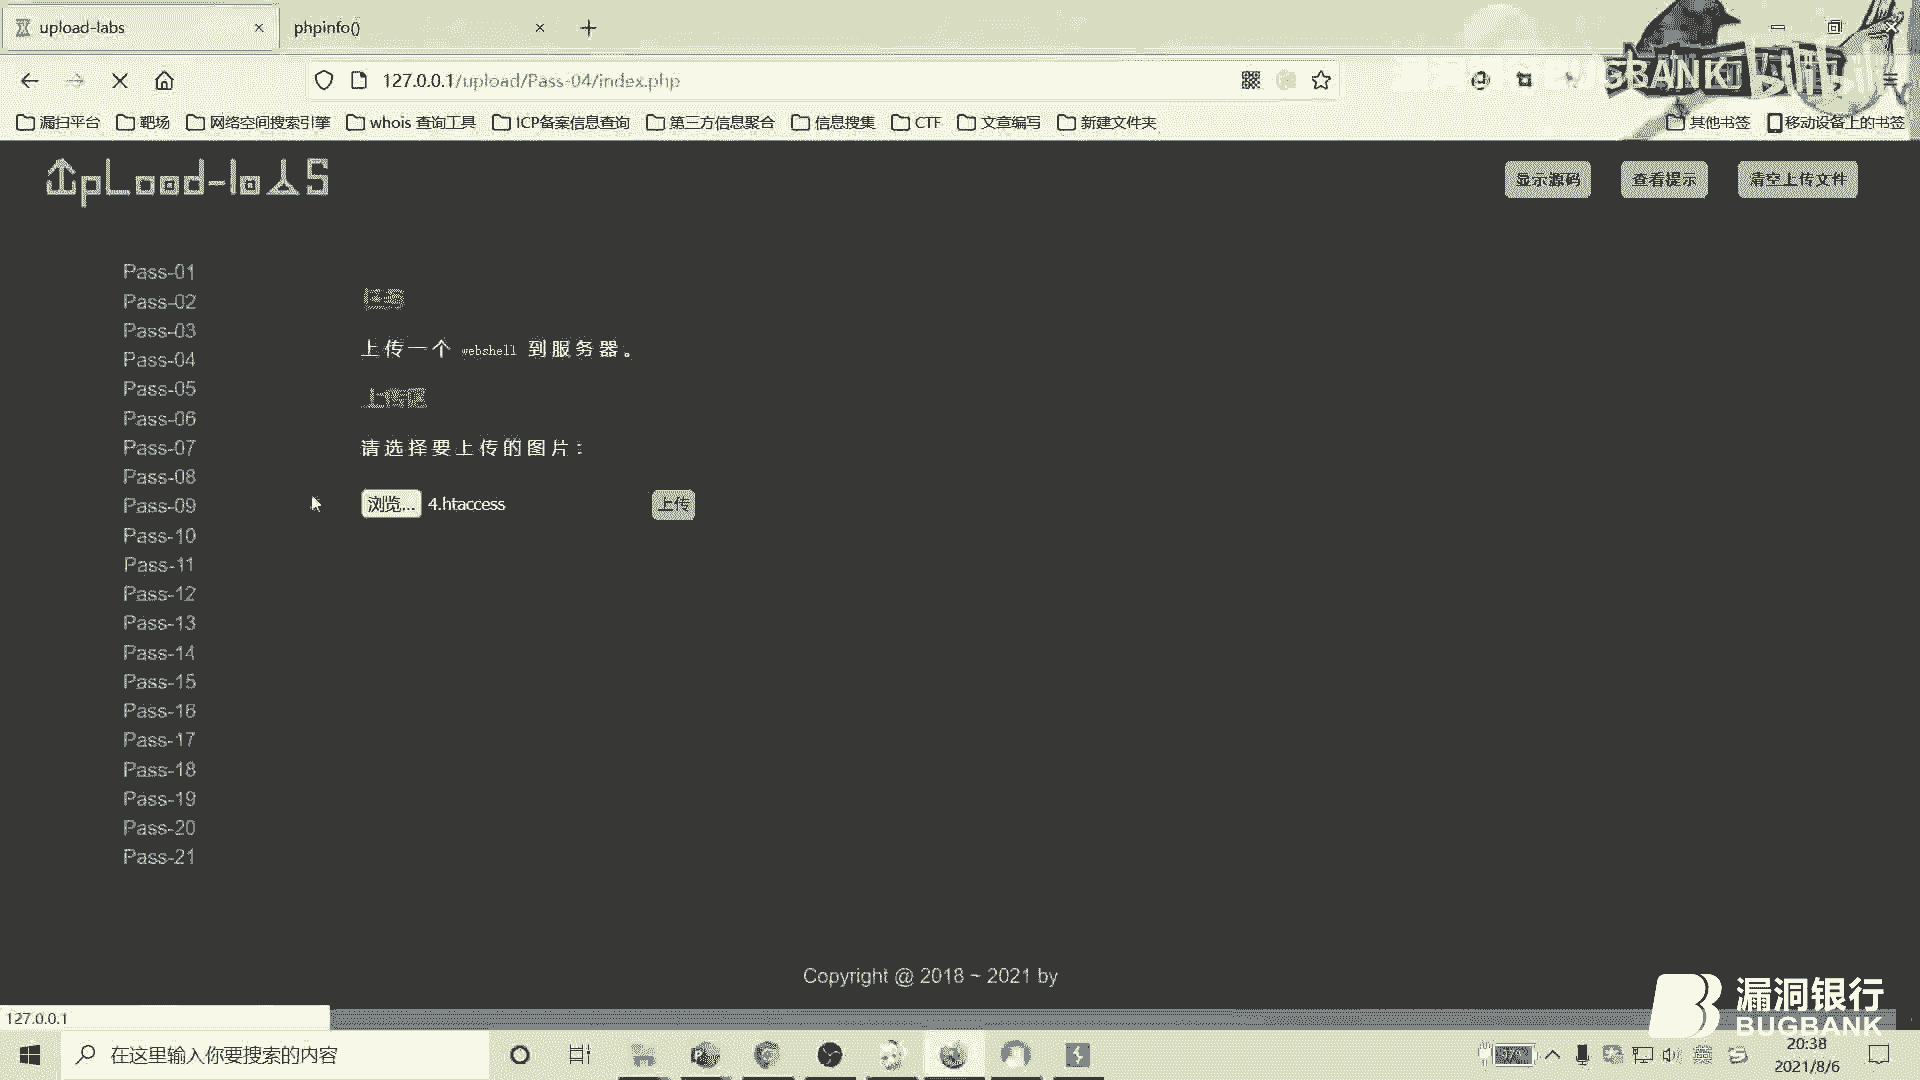 upload-labs
phpinfo()
127.0.0.1/upload/Pass-04/index.php
BUGBANK
bilibili
漏扫平台
靶场
网络空间搜索引擎
whois 查询工具
ICP备案信息查询
第三方信息聚合
信息搜集
CTF
文章编写
新建文件夹
其他书签
移动设备上的书签
UpLoad-labS
显示源码
查看提示
清空上传文件
Pass-01
Pass-02
Pass-03
Pass-04
Pass-05
Pass-06
Pass-07
Pass-08
Pass-09
Pass-10
Pass-11
Pass-12
Pass-13
Pass-14
Pass-15
Pass-16
Pass-17
Pass-18
Pass-19
Pass-20
Pass-21
任务
上传一个 webshell 到服务器。
上传区
请选择要上传的图片：
浏览... 4.htaccess
上传
Copyright @ 2018 ~ 2021 by
127.0.0.1
漏洞银行
BUGBANK
在这里输入你要搜索的内容
97%
英
20:38
2021/8/6